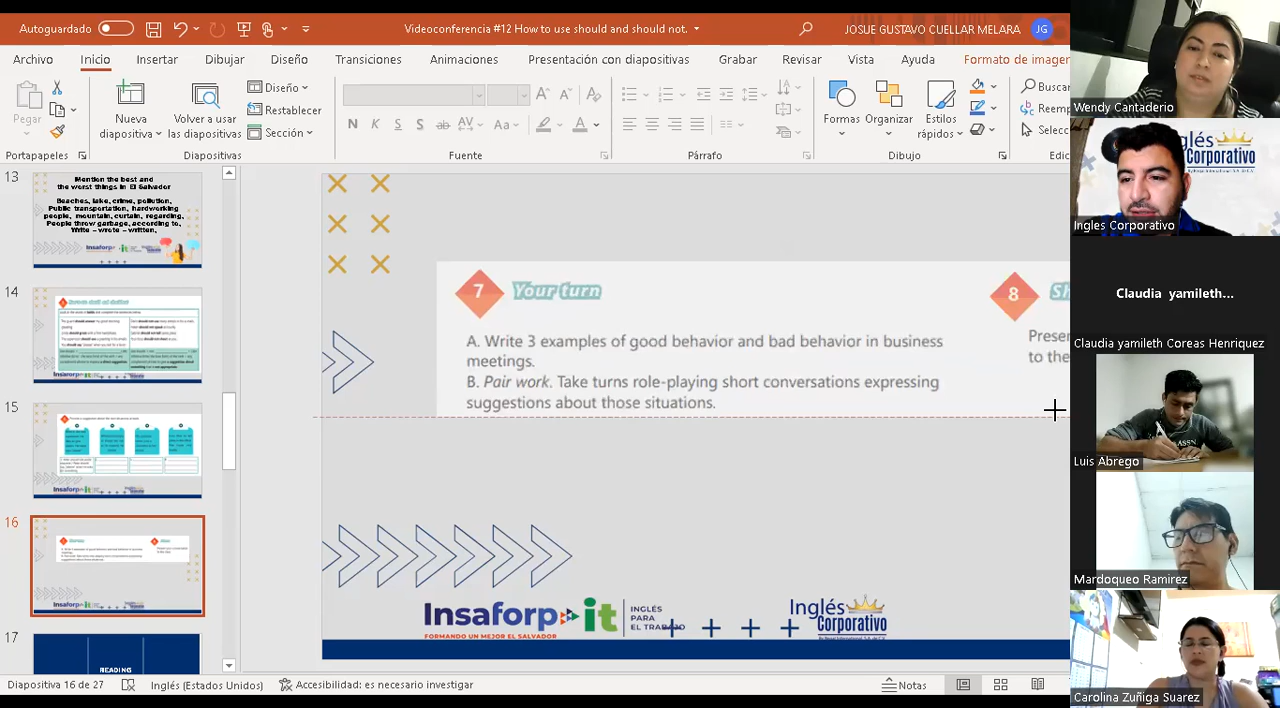 Autoguardado
Videoconferencia #12 How to use should and should not.
JOSUE GUSTAVO CUELLAR MELARA
JG
Archivo Inicio Insertar Dibujar Diseño Transiciones Animaciones Presentación con diapositivas Grabar Revisar Vista Ayuda Formato de imagen
Pegar
Nueva diapositiva
Volver a usar las diapositivas
Diseño
Restablecer
Sección
N K S S ab AV Aa A
Formas
Organizar
Estilos rápidos
Buscar
Reemp
Selecc
Portapapeles Diapositivas Fuente Párrafo Dibujo Edic
13
Mention the best and
the worst things in El Salvador
Beaches, lake, crime, pollution,
Public transportation, hardworking
people, mountain, curtain, regarding,
People throw garbage, according to,
Write – wrote – written,
14
15
16
17
READING
7 Your turn
A. Write 3 examples of good behavior and bad behavior in business
meetings.
B. Pair work. Take turns role-playing short conversations expressing
suggestions about those situations.
8 Sh
Presen
to the
Insaforp it
FORMANDO UN MEJOR EL SALVADOR
INGLÉS
PARA
EL TRABAJO
Inglés
Corporativo
Diapositiva 16 de 27
Inglés (Estados Unidos)
Accesibilidad: es necesario investigar
Notas
Wendy Cantaderio
Inglés
Corporativo
Ingles Corporativo
Claudia yamileth...
Claudia yamileth Coreas Henriquez
ASSN
Luis Abrego
Mardoqueo Ramirez
Carolina Zuñiga Suarez